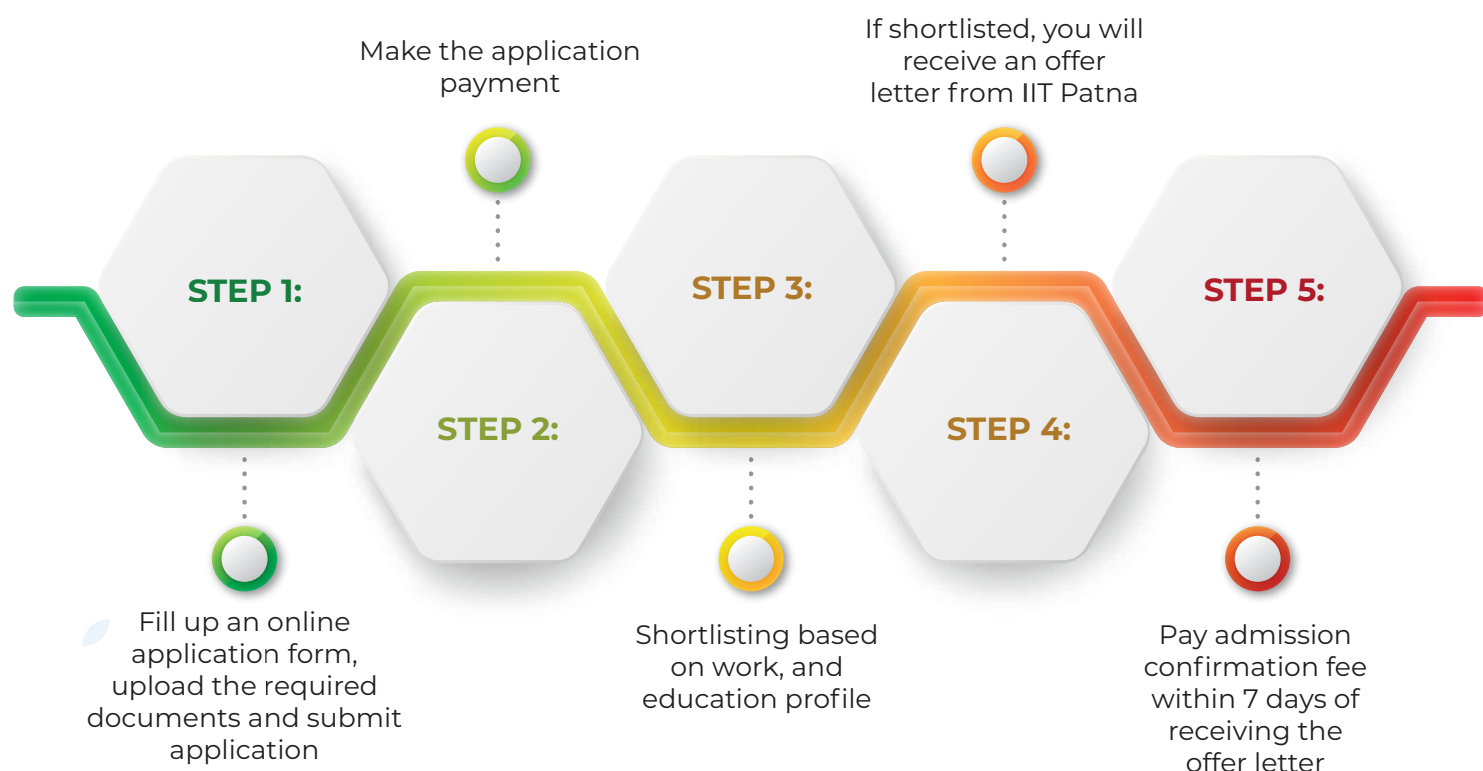 STEP 1:
Fill up an online
application form,
upload the required
documents and submit
application
STEP 2:
Make the application
payment
STEP 3:
Shortlisting based
on work, and
education profile
STEP 4:
If shortlisted, you will
receive an offer
letter from IIT Patna
STEP 5:
Pay admission
confirmation fee
within 7 days of
receiving the
offer letter